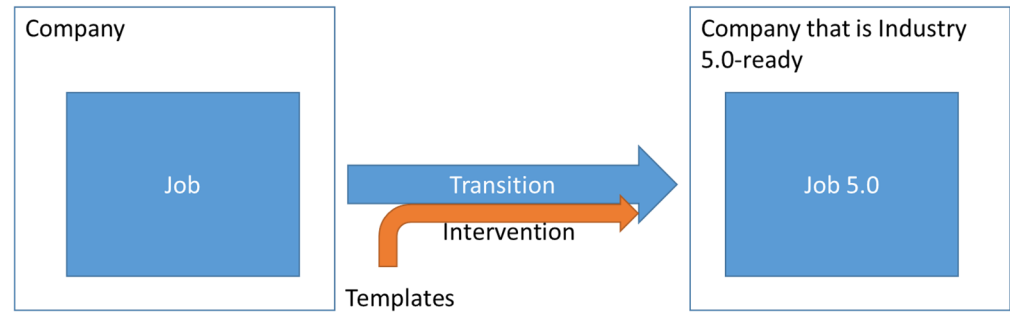 Company
Job
Transition
Intervention
Templates
Company that is Industry
5.0-ready
Job 5.0